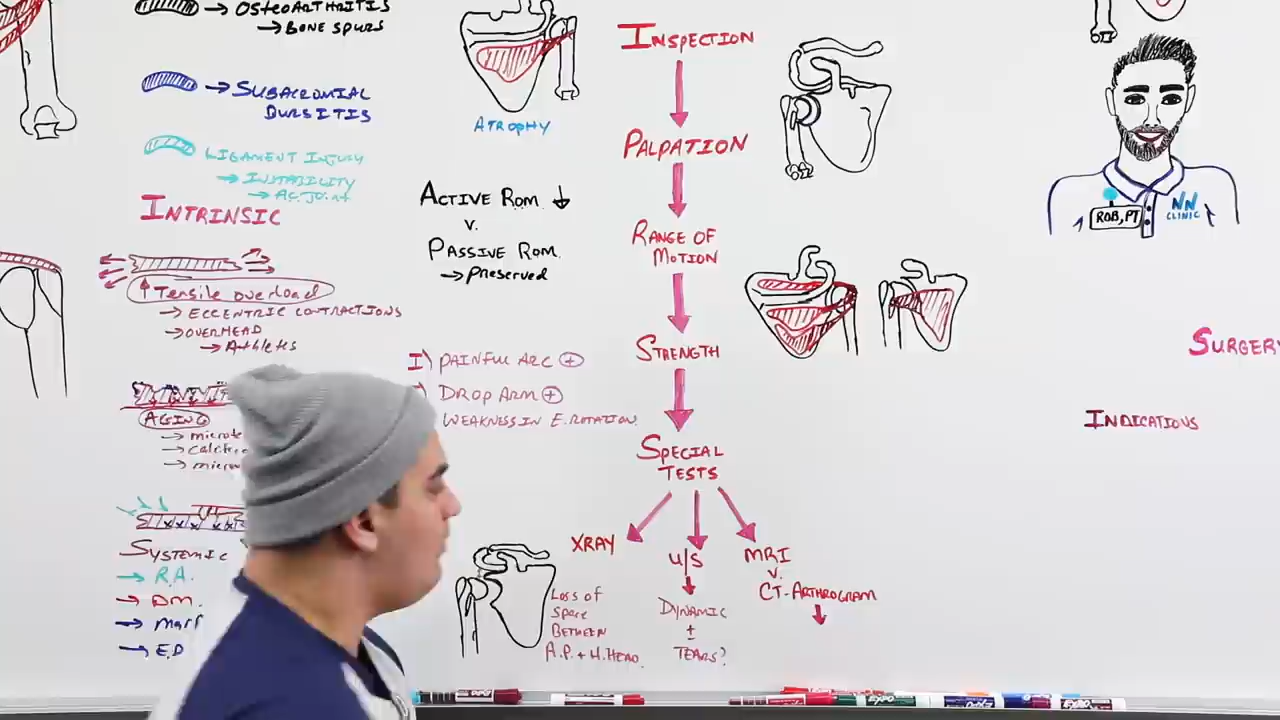 → OSTEOARTHRITIS
→ BONE SPURS
→ SUBACROMIAL
BURSITIS
LIGAMENT INJURY
→ INSTABILITY
→ AC JOINT
INTRINSIC
↑ Tensile overload
→ ECCENTRIC CONTRACTIONS
→ OVERHEAD
→ Athletes
AGING
→
→
→
SYSTEMIC
→ R.A.
→ DM.
→
→ E.D
ATROPHY
ACTIVE ROM ↓
V.
PASSIVE ROM.
→ Preserved
I) PAINFUL ARC +
DROP ARM +
WEAKNESS IN E. ROTATION
INSPECTION
PALPATION
RANGE OF
MOTION
STRENGTH
SPECIAL
TESTS
XRAY
LOSS OF
SPACE
BETWEEN
A.P. + H. HEAD
U/S
DYNAMIC
±
TEARS?
MRI
V.
CT-ARTHROGRAM
ROB, PT
NN
CLINIC
SURGERY
INDICATIONS
EXPO
EXPO